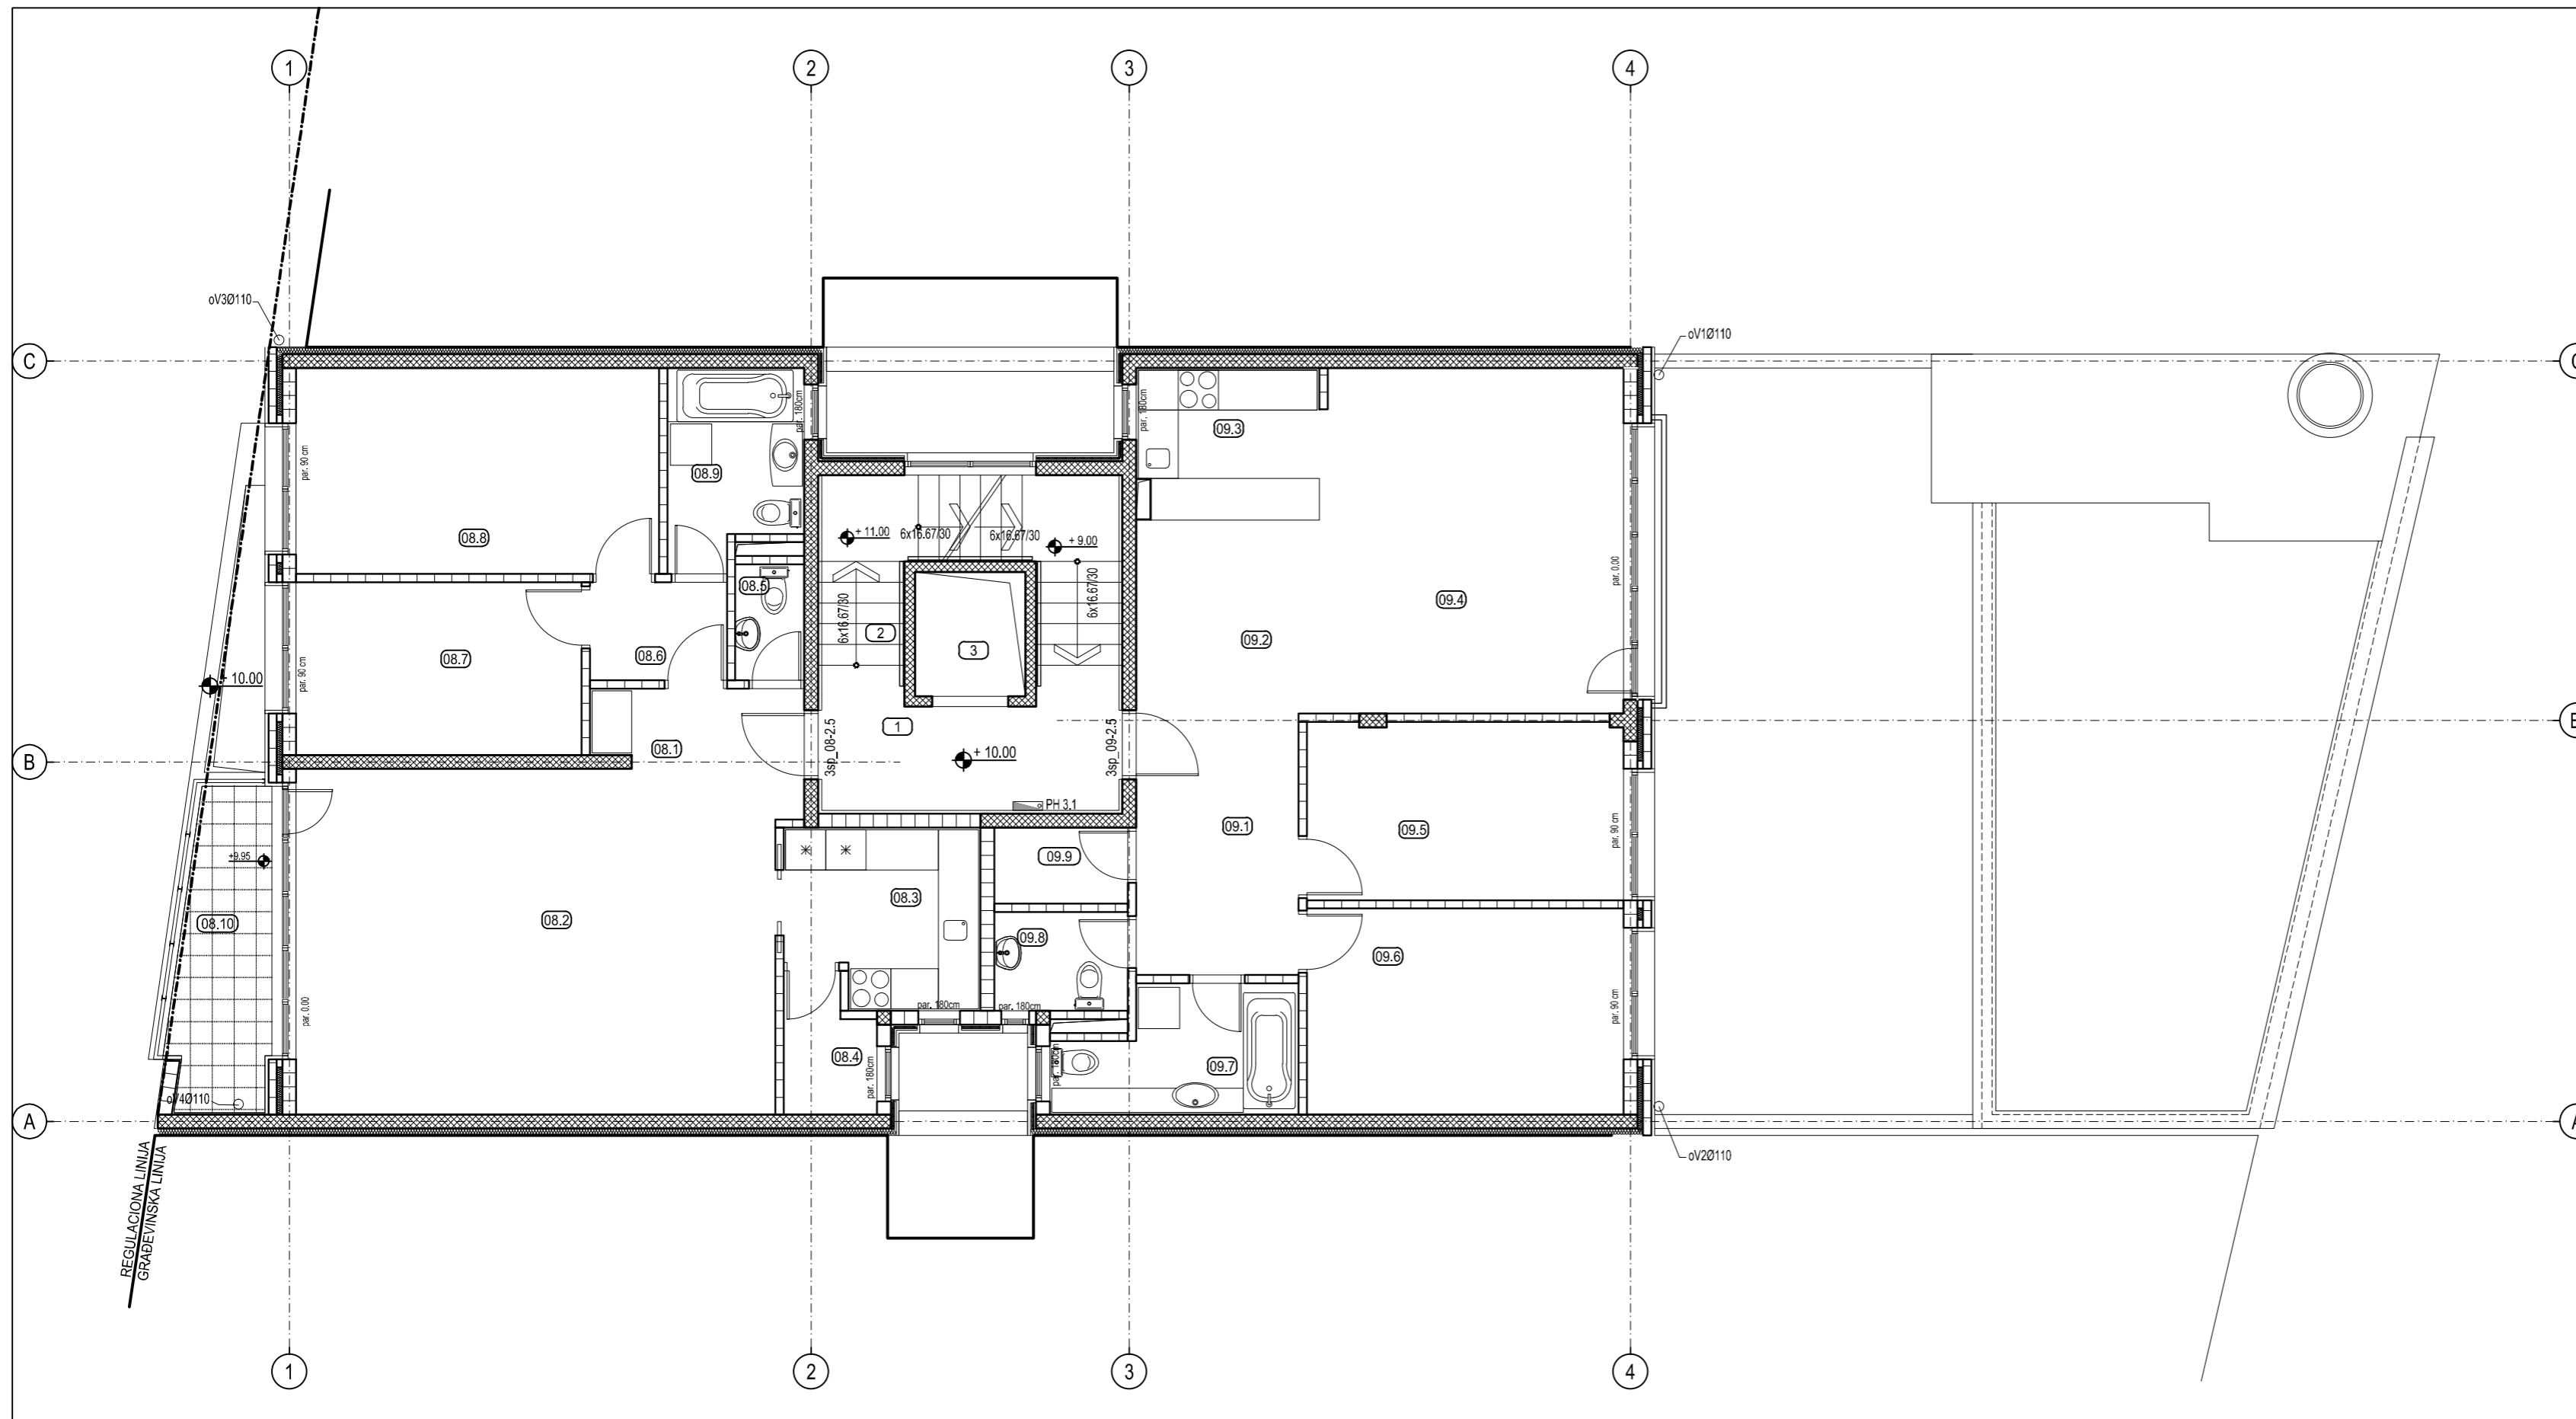 1
2
3
4
oV3Ø110
oV1Ø110
C
C
par. 180cm
par. 180cm
09.3
par. 90 cm
08.9
08.8
+ 11.00
6x16.67/30
6x16.67/30
+ 9.00
08.5
6x16.67/30
6x16.67/30
par. 0.00
09.4
2
09.2
3
08.7
08.6
par. 90 cm
+ 10.00
1
3sp_08-2.5
3sp_09-2.5
08.1
+ 10.00
B
B
PH 3.1
09.1
09.5
par. 90 cm
+9.95
09.9
08.3
08.10
08.2
09.8
09.6
par. 0.00
par. 180cm
par. 180cm
par. 90 cm
08.4
par. 180cm
par. 180cm
09.7
oV4Ø110
A
A
oV2Ø110
REGULACIONA LINIJA
GRAĐEVINSKA LINIJA
1
2
3
4